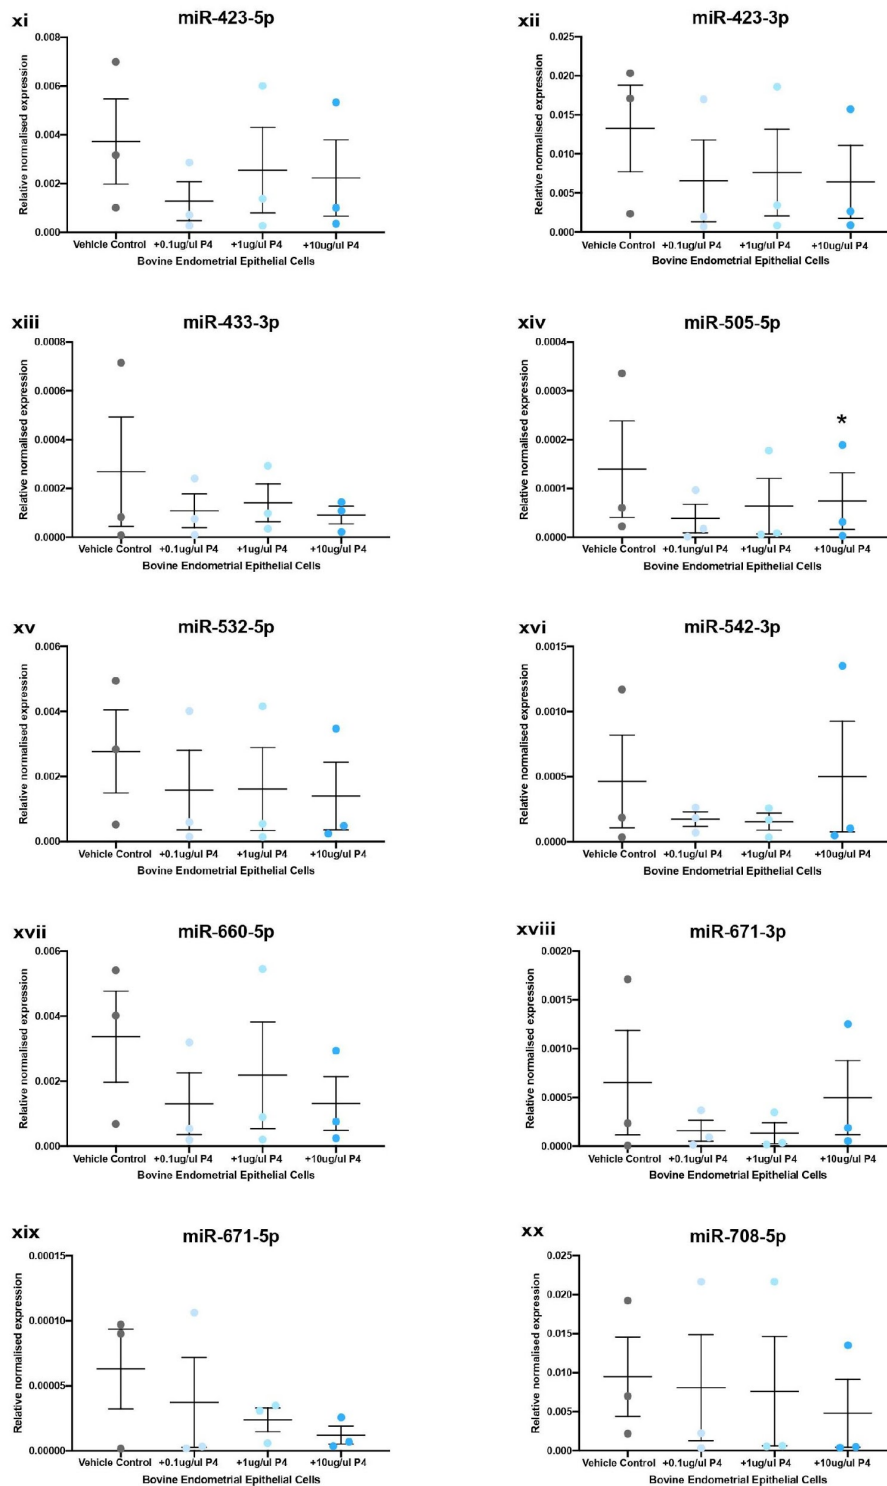 xi
miR-423-5p
Relative normalised expression
0.008
0.006
0.004
0.002
0.000
Vehicle Control +0.1ug/ul P4 +1ug/ul P4 +10ug/ul P4
Bovine Endometrial Epithelial Cells
xii
miR-423-3p
Relative normalised expression
0.025
0.020
0.015
0.010
0.005
0.000
Vehicle Control +0.1ug/ul P4 +1ug/ul P4 +10ug/ul P4
Bovine Endometrial Epithelial Cells
xiii
miR-433-3p
Relative normalised expression
0.0008
0.0006
0.0004
0.0002
0.0000
Vehicle Control +0.1ug/ul P4 +1ug/ul P4 +10ug/ul P4
Bovine Endometrial Epithelial Cells
xiv
miR-505-5p
Relative normalised expression
0.0004
0.0003
0.0002
0.0001
0.0000
*
Vehicle Control +0.1ug/ul P4 +1ug/ul P4 +10ug/ul P4
Bovine Endometrial Epithelial Cells
xv
miR-532-5p
Relative normalised expression
0.006
0.004
0.002
0.000
Vehicle Control +0.1ug/ul P4 +1ug/ul P4 +10ug/ul P4
Bovine Endometrial Epithelial Cells
xvi
miR-542-3p
Relative normalised expression
0.0015
0.0010
0.0005
0.0000
Vehicle Control +0.1ug/ul P4 +1ug/ul P4 +10ug/ul P4
Bovine Endometrial Epithelial Cells
xvii
miR-660-5p
Relative normalised expression
0.006
0.004
0.002
0.000
Vehicle Control +0.1ug/ul P4 +1ug/ul P4 +10ug/ul P4
Bovine Endometrial Epithelial Cells
xviii
miR-671-3p
Relative normalised expression
0.0020
0.0015
0.0010
0.0005
0.0000
Vehicle Control +0.1ug/ul P4 +1ug/ul P4 +10ug/ul P4
Bovine Endometrial Epithelial Cells
xix
miR-671-5p
Relative normalised expression
0.00015
0.00010
0.00005
0.00000
Vehicle Control +0.1ug/ul P4 +1ug/ul P4 +10ug/ul P4
Bovine Endometrial Epithelial Cells
xx
miR-708-5p
Relative normalised expression
0.025
0.020
0.015
0.010
0.005
0.000
Vehicle Control +0.1ug/ul P4 +1ug/ul P4 +10ug/ul P4
Bovine Endometrial Epithelial Cells